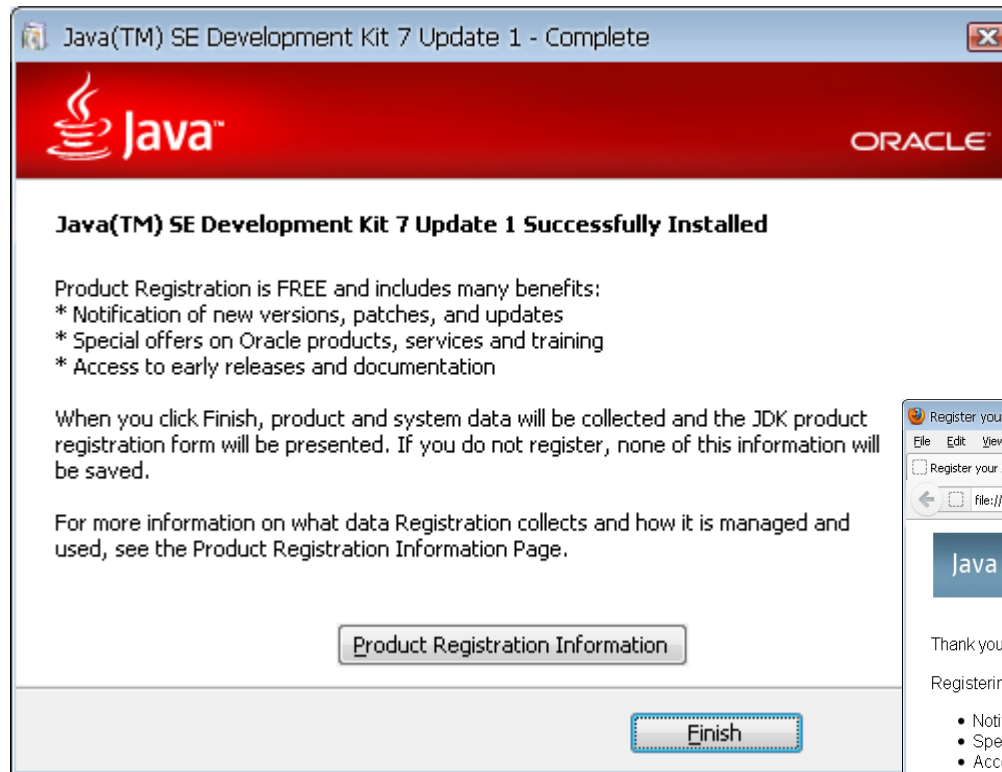 Java(TM) SE Development Kit 7 Update 1 - Complete
Java™
ORACLE
Java(TM) SE Development Kit 7 Update 1 Successfully Installed
Product Registration is FREE and includes many benefits:
* Notification of new versions, patches, and updates
* Special offers on Oracle products, services and training
* Access to early releases and documentation
When you click Finish, product and system data will be collected and the JDK product
registration form will be presented. If you do not register, none of this information will
be saved.
For more information on what data Registration collects and how it is managed and
used, see the Product Registration Information Page.
Product Registration Information
Finish
Register you
File Edit View
Register your
file://
Java
Thank you
Registerin
• Noti
• Spe
• Acc